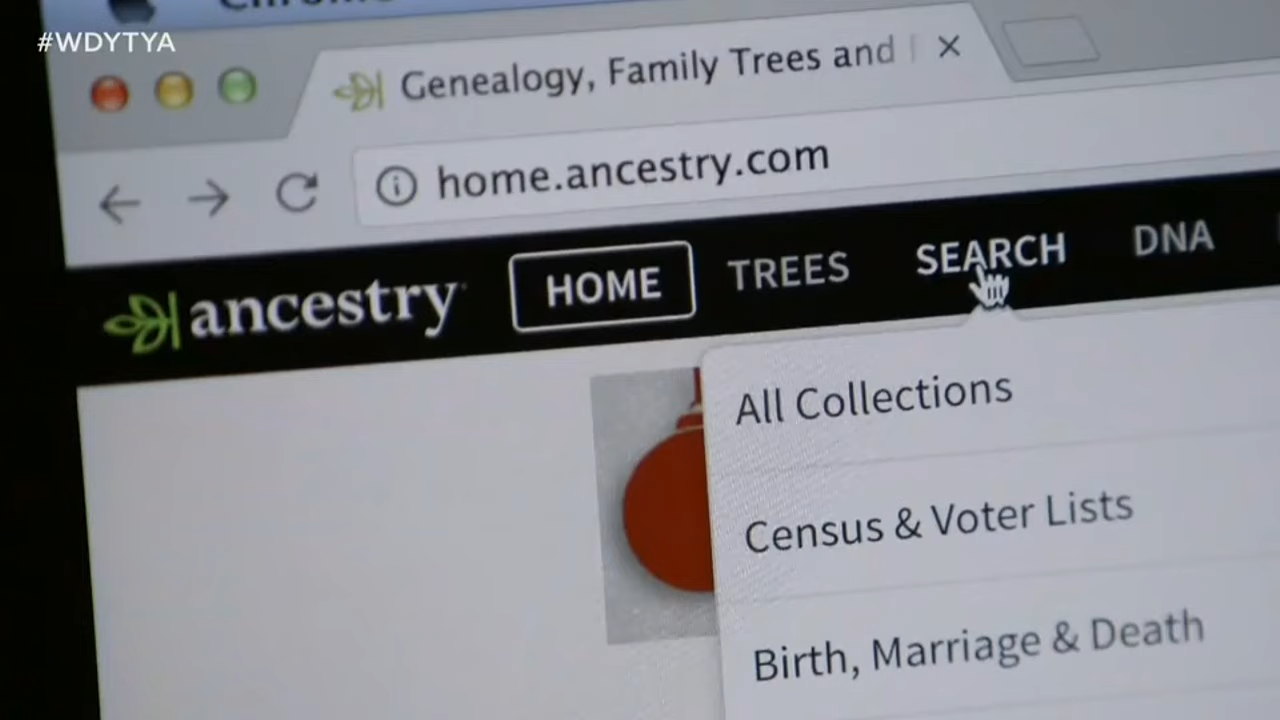 #WDYTYA
Chrome
Genealogy, Family Trees and
home.ancestry.com
ancestry HOME TREES SEARCH DNA
All Collections
Census & Voter Lists
Birth, Marriage & Death